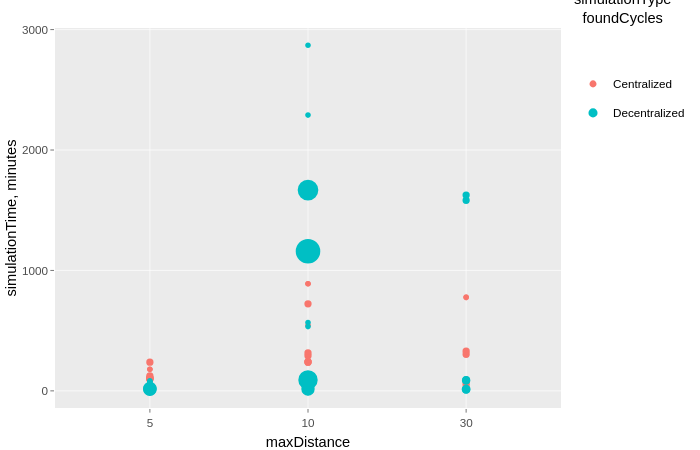 simulationType
foundCycles
Centralized
Decentralized
3000
2000
1000
0
simulationTime, minutes
5
10
30
maxDistance